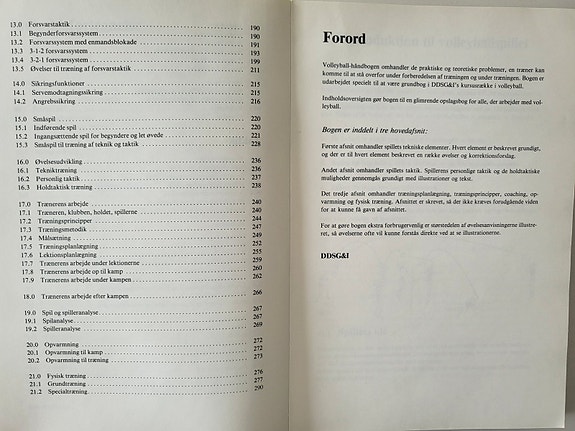 13.0 Forsvarstaktik 190
13.1 Begynderforsvarssystem 190
13.2 Forsvarssystem med enmandsblokade 191
13.3 3-1-2 forsvarssystem 193
13.4 3-2-1 forsvarssystem 199
13.5 Øvelser til træning af forsvarstaktik 211
14.0 Sikringsfunktioner 215
14.1 Servemodtagningssikring 215
14.2 Angrebssikring 216
15.0 Småspil 220
15.1 Indførende spil 220
15.2 Ingangsættende spil for begyndere og let øvede 221
15.3 Småspil til træning af teknik og taktik 228
16.0 Øvelsesudvikling 236
16.1 Tekniktræning 236
16.2 Personlig taktik 237
16.3 Holdtaktisk træning 238
17.0 Trænerens arbejde 240
17.1 Træneren, klubben, holdet, spillerne 240
17.2 Træningsprincipper 244
17.3 Træningsmetodik 247
17.4 Målsætning 249
17.5 Træningsplanlægning 252
17.6 Lektionsplanlægning 255
17.7 Trænerens arbejde under lektionerne 259
17.8 Trænerens arbejde op til kamp 260
17.9 Trænerens arbejde under kampen 262
18.0 Trænerens arbejde efter kampen 266
19.0 Spil og spilleranalyse 267
19.1 Spilanalyse 267
19.2 Spilleranalyse 269
20.0 Opvarmning 272
20.1 Opvarmning til kamp 272
20.2 Opvarmning til træning 273
21.0 Fysisk træning 276
21.1 Grundtræning 277
21.2 Specialtræning 290
Forord
Volleyball-håndbogen omhandler de praktiske og teoretiske problemer, en træner kan
komme til at stå overfor under forberedelsen af træningen og under træningen. Bogen er
udarbejdet specielt til at være grundbog i DDSG&I's kursusrække i volleyball.
Indholdsoversigten gør bogen til en glimrende opslagsbog for alle, der arbejder med vol-
leyball.
Bogen er inddelt i tre hovedafsnit:
Første afsnit omhandler spillets tekniske elementer. Hvert element er beskrevet grundigt,
og der er til hvert element beskrevet en række øvelser og korrektionsforslag.
Andet afsnit omhandler spillets taktik. Spillerens personlige taktik og de holdtaktiske
muligheder gennemgås grundigt med illustrationer og tekst.
Det tredje afsnit omhandler træningsplanlægning, træningsprincipper, coaching, op-
varmning og fysisk træning. Afsnittet er skrevet, så der ikke kræves forudgående viden
for at kunne få gavn af afsnittet.
For at gøre bogen ekstra forbrugervenlig er størstedelen af øvelsesanvisningerne illustre-
ret, så øvelserne ofte vil kunne forstås direkte ved at se illustrationerne.
DDSG&I